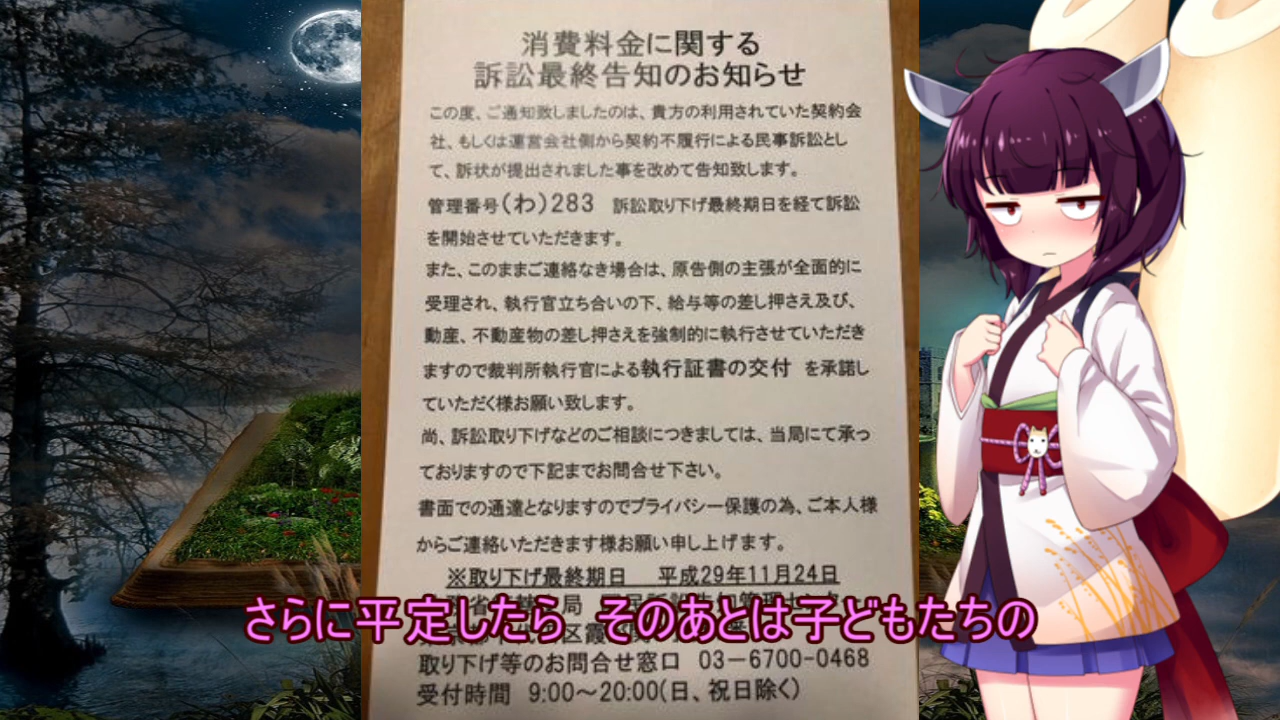 消費料金に関する
訴訟最終告知のお知らせ
この度、ご通知致しましたのは、貴方の利用されていた契約会
社、もしくは運営会社側から契約不履行による民事訴訟とし
て、訴状が提出されました事を改めて告知致します。
管理番号(わ)283 訴訟取り下げ最終期日を経て訴訟
を開始させていただきます。
また、このままご連絡なき場合は、原告側の主張が全面的に
受理され、執行官立ち合いの下、給与等の差し押さえ及び、
動産、不動産物の差し押さえを強制的に執行させていただき
ますので裁判所執行官による執行証書の交付 を承諾し
ていただく様お願い致します。
尚、訴訟取り下げなどのご相談につきましては、当局にて承っ
ておりますので下記までお問合せ下さい。
書面での通達となりますのでプライバシー保護の為、ご本人様
からご連絡いただきます様お願い申し上げます。
※取り下げ最終期日 平成29年11月24日
さらに平定したら そのあとは子どもたちの
取り下げ等のお問合せ窓口 03-6700-0468
受付時間 9:00~20:00(日、祝日除く)